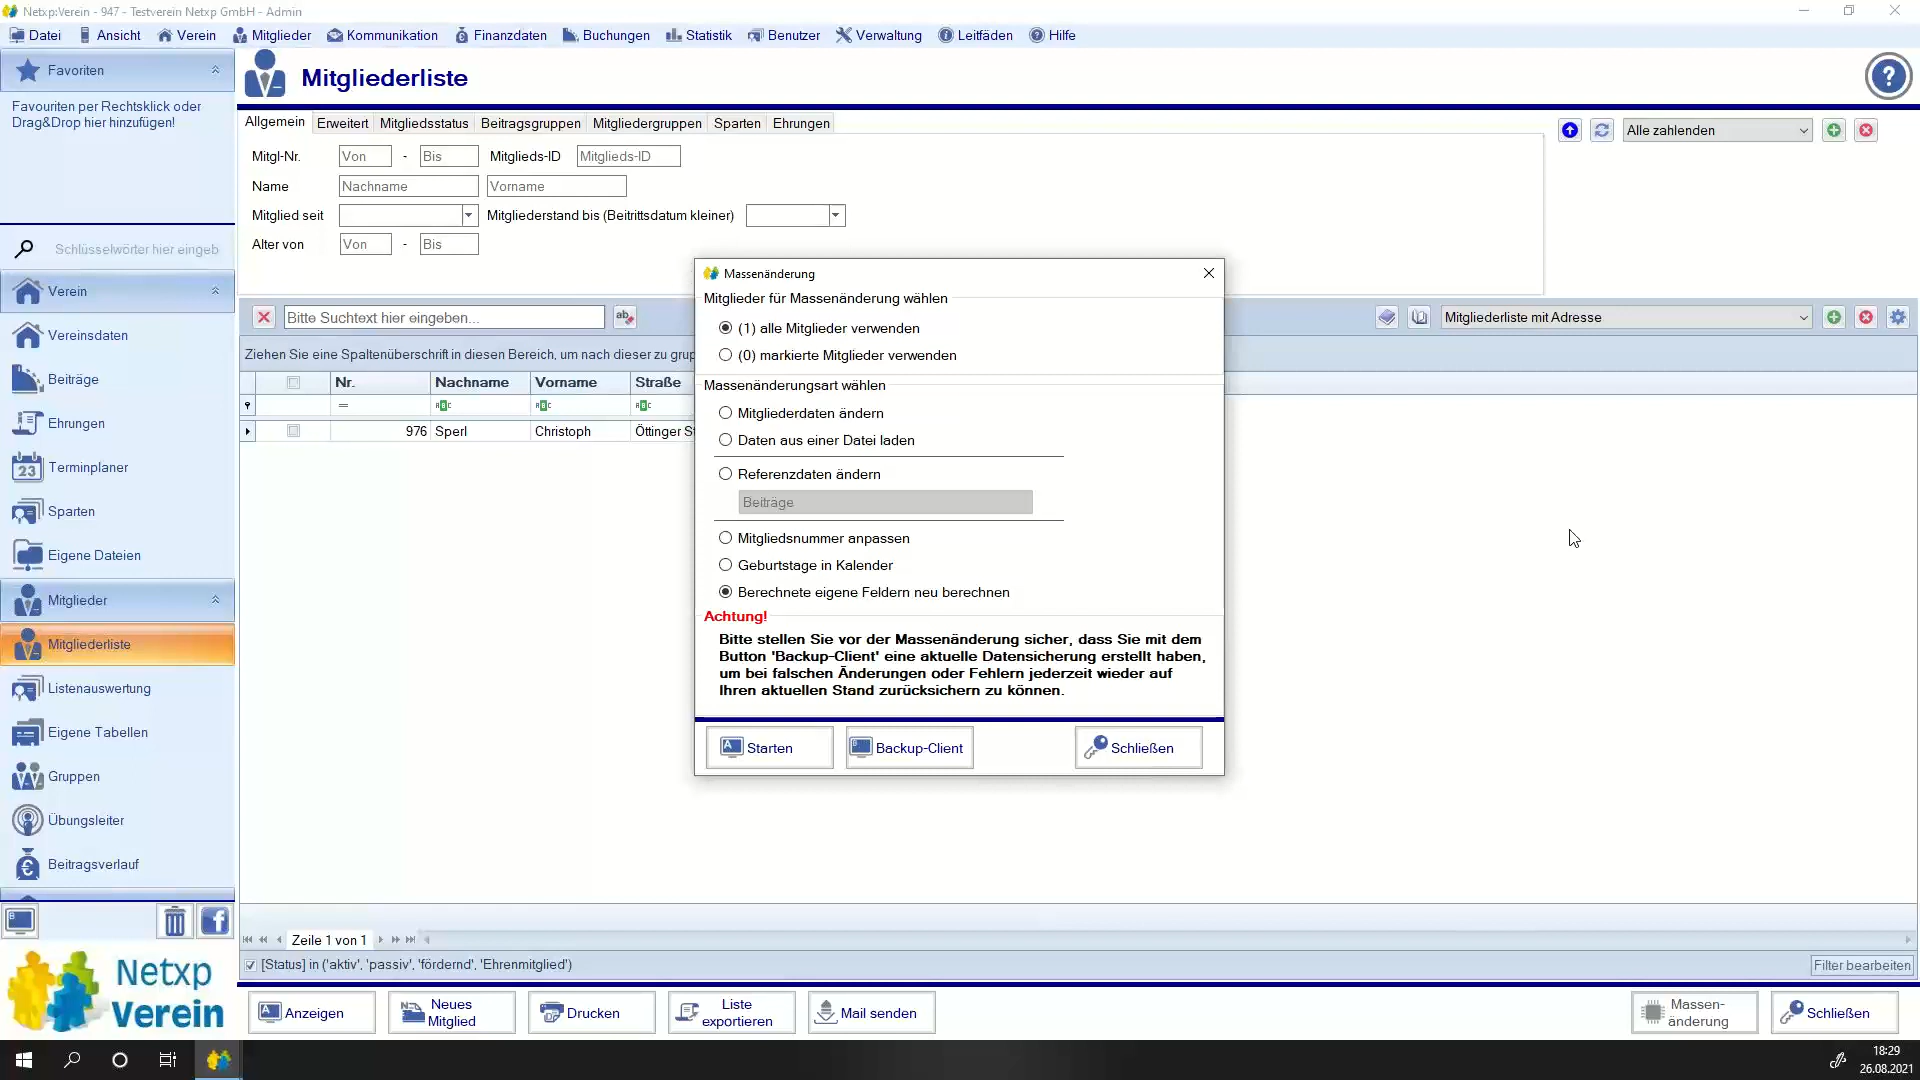 Netxp:Verein - 947 - Testverein Netxp GmbH - Admin
Datei Ansicht Verein Mitglieder Kommunikation Finanzdaten Buchungen Statistik Benutzer Verwaltung Leitfäden Hilfe
Favoriten
Favouriten per Rechtsklick oder
Drag&Drop hier hinzufügen!
Schlüsselwörter hier eingeb
Verein
Vereinsdaten
Beiträge
Ehrungen
23 Terminplaner
Sparten
Eigene Dateien
Mitglieder
Mitgliederliste
Listenauswertung
Eigene Tabellen
Gruppen
Übungsleiter
Beitragsverlauf
Netxp
Verein
Mitgliederliste
Allgemein Erweitert Mitgliedsstatus Beitragsgruppen Mitgliedergruppen Sparten Ehrungen
Alle zahlenden
Mitgl-Nr. Von - Bis Mitglieds-ID Mitglieds-ID
Name Nachname Vorname
Mitglied seit Mitgliederstand bis (Beitrittsdatum kleiner)
Alter von Von - Bis
Bitte Suchtext hier eingeben...
Mitgliederliste mit Adresse
Ziehen Sie eine Spaltenüberschrift in diesen Bereich, um nach dieser zu grup
Nr. Nachname Vorname Straße
=
976 Sperl Christoph Öttinger St
Massenänderung
Mitglieder für Massenänderung wählen
(1) alle Mitglieder verwenden
(0) markierte Mitglieder verwenden
Massenänderungsart wählen
Mitgliederdaten ändern
Daten aus einer Datei laden
Referenzdaten ändern
Beiträge
Mitgliedsnummer anpassen
Geburtstage in Kalender
Berechnete eigene Feldern neu berechnen
Achtung!
Bitte stellen Sie vor der Massenänderung sicher, dass Sie mit dem
Button 'Backup-Client' eine aktuelle Datensicherung erstellt haben,
um bei falschen Änderungen oder Fehlern jederzeit wieder auf
Ihren aktuellen Stand zurücksichern zu können.
Starten Backup-Client Schließen
Zeile 1 von 1
[Status] in ('aktiv', 'passiv', 'fördernd', 'Ehrenmitglied')
Filter bearbeiten
Anzeigen
Neues
Mitglied
Drucken
Liste
exportieren
Mail senden
Massen-
änderung
Schließen
18:29
26.08.2021